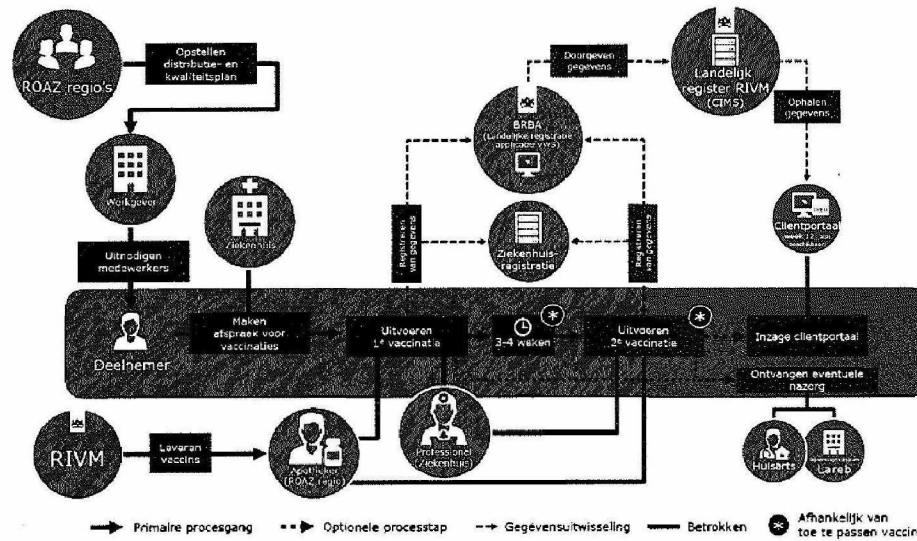 ROAZ regio's
Opstellen
distributie- en
kwaliteitsplan
Doorgeven
gegevens
Landelijk
register RIVM
(CIMS)
Ophalen
gegevens
BRBA
(Landelijke registratie
applicatie VWS)
Werkgever
Ziekenhuis
Uitnodigen
medewerkers
Registreren
van gegevens
Ziekenhuis-
registratie
Registreren
van gegevens
Clientportaal
Deelnemer
Maken
afspraak voor
vaccinaties
Uitvoeren
1e vaccinatie
3-4 weken
*
Uitvoeren
2e vaccinatie
*
Inzage clientportaal
Ontvangen eventuele
nazorg
RIVM
Leveren
vaccins
Apotheker
(ROAZ regio)
Professional
(Ziekenhuis)
Huisarts
Lareb
Primaire procesgang
Optionele processtap
Gegevensuitwisseling
Betrokken
* Afhankelijk van
toe te passen vaccin